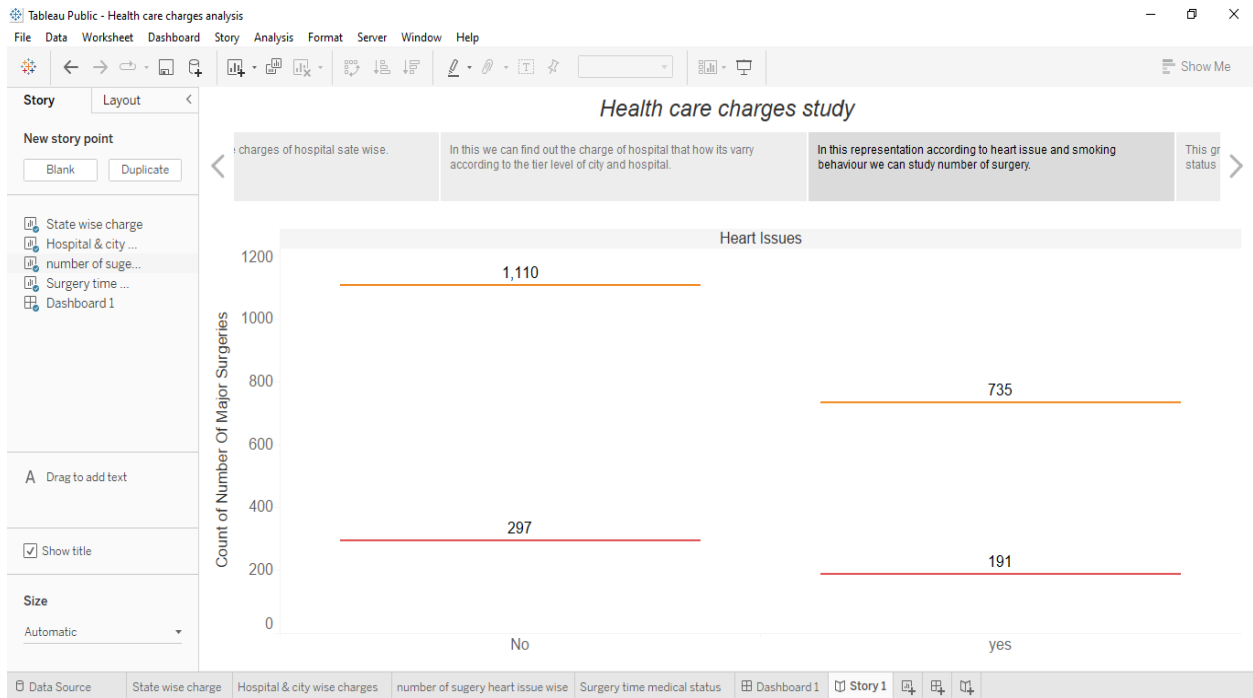 Tableau Public - Health care charges analysis
File Data Worksheet Dashboard Story Analysis Format Server Window Help
Show Me
Story Layout
New story point
Blank Duplicate
State wise charge
Hospital & city ...
number of suge...
Surgery time ...
Dashboard 1
A Drag to add text
Show title
Size
Automatic
Health care charges study
charges of hospital sate wise.
In this we can find out the charge of hospital that how its varry
according to the tier level of city and hospital.
In this representation according to heart issue and smoking
behaviour we can study number of surgery.
This gr
status
Heart Issues
Count of Number Of Major Surgeries
1200
1000
800
600
400
200
0
1,110
735
297
191
No yes
Data Source State wise charge Hospital & city wise charges number of sugery heart issue wise Surgery time medical status Dashboard 1 Story 1